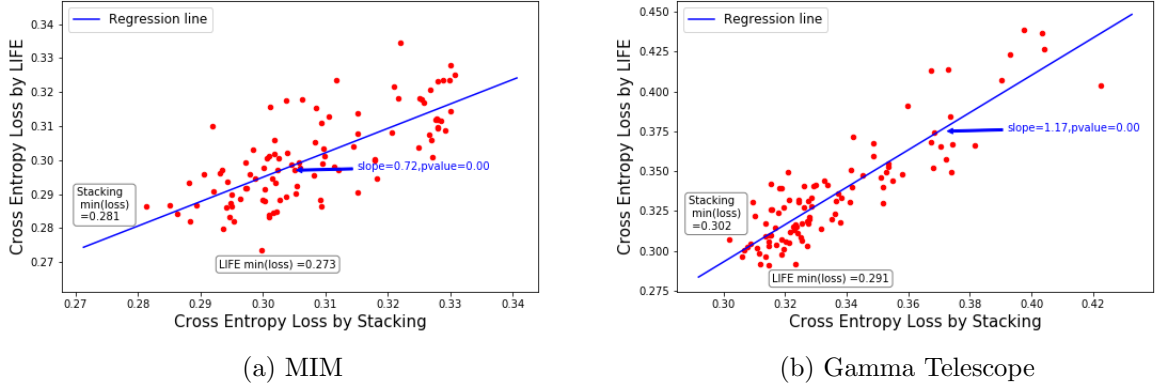 Regression line
Cross Entropy Loss by LIFE
0.34
0.33
0.32
0.31
0.30
0.29
0.28
0.27
slope=0.72,pvalue=0.00
Stacking
min(loss)
=0.281
LIFE min(loss) =0.273
0.27
0.28
0.29
0.30
0.31
0.32
0.33
0.34
Cross Entropy Loss by Stacking
(a) MIM
Regression line
Cross Entropy Loss by LIFE
0.450
0.425
0.400
0.375
0.350
0.325
0.300
0.275
slope=1.17,pvalue=0.00
Stacking
min(loss)
=0.302
LIFE min(loss) =0.291
0.30
0.32
0.34
0.36
0.38
0.40
0.42
Cross Entropy Loss by Stacking
(b) Gamma Telescope